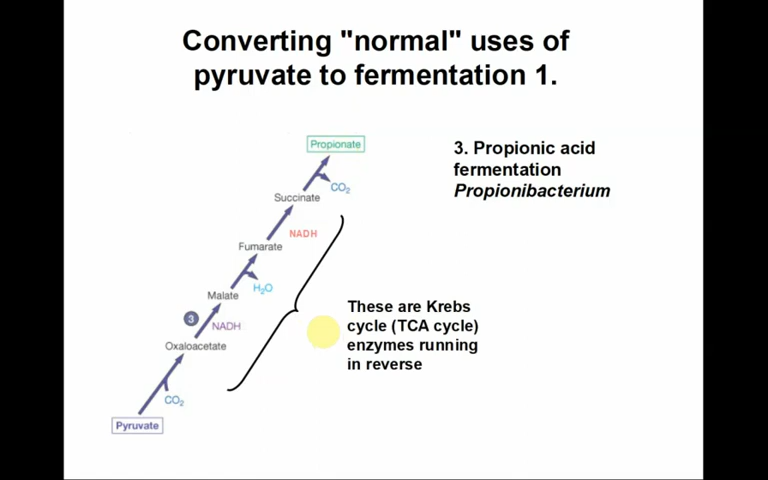 Converting "normal" uses of
pyruvate to fermentation 1.
3. Propionic acid
fermentation
Propionibacterium
Propionate
CO₂
Succinate
NADH
Fumarate
H₂O
Malate
3
NADH
Oxaloacetate
CO₂
Pyruvate
These are Krebs
cycle (TCA cycle)
enzymes running
in reverse